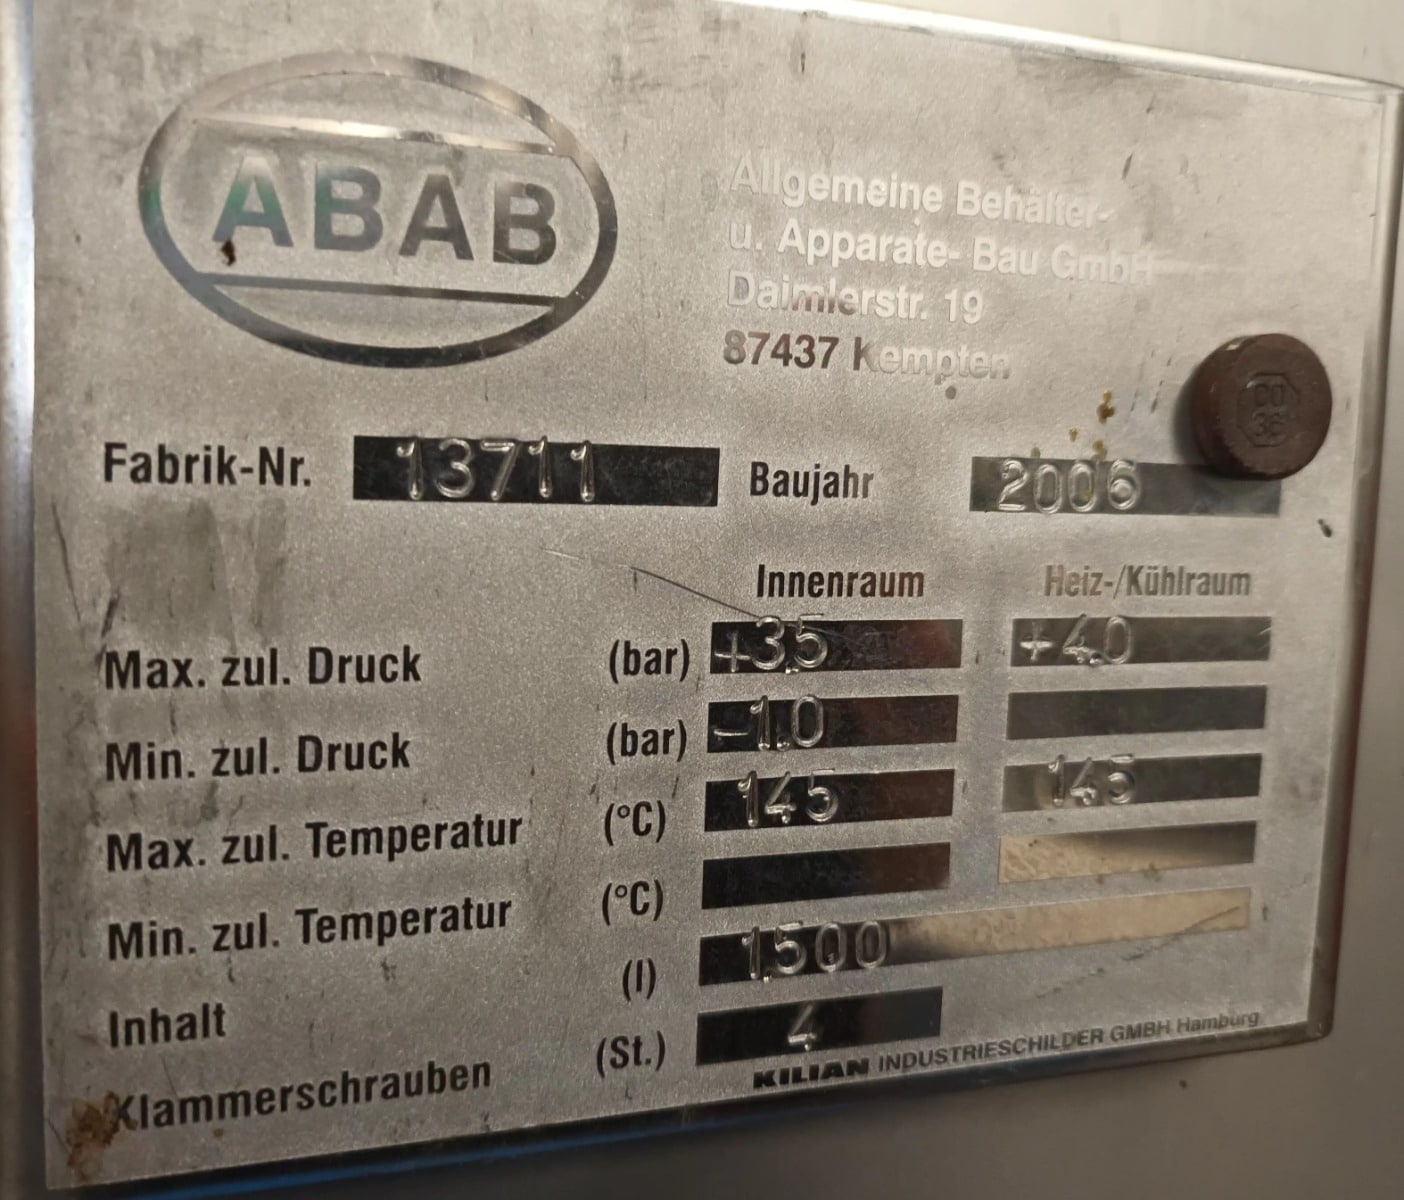 ABAB
Allgemeine Behälter-
u. Apparate- Bau GmbH
Daimlerstr. 19
87437 Kempten
Fabrik-Nr. 13711 Baujahr 2006
Innenraum Heiz-/Kühlraum
Max. zul. Druck (bar) +3,5 +4,0
Min. zul. Druck (bar) -1,0
Max. zul. Temperatur (°C) 145 145
Min. zul. Temperatur (°C)
Inhalt (l) 1.500
Klammerschrauben (St.) 4
KILIAN INDUSTRIESCHILDER GMBH Hamburg